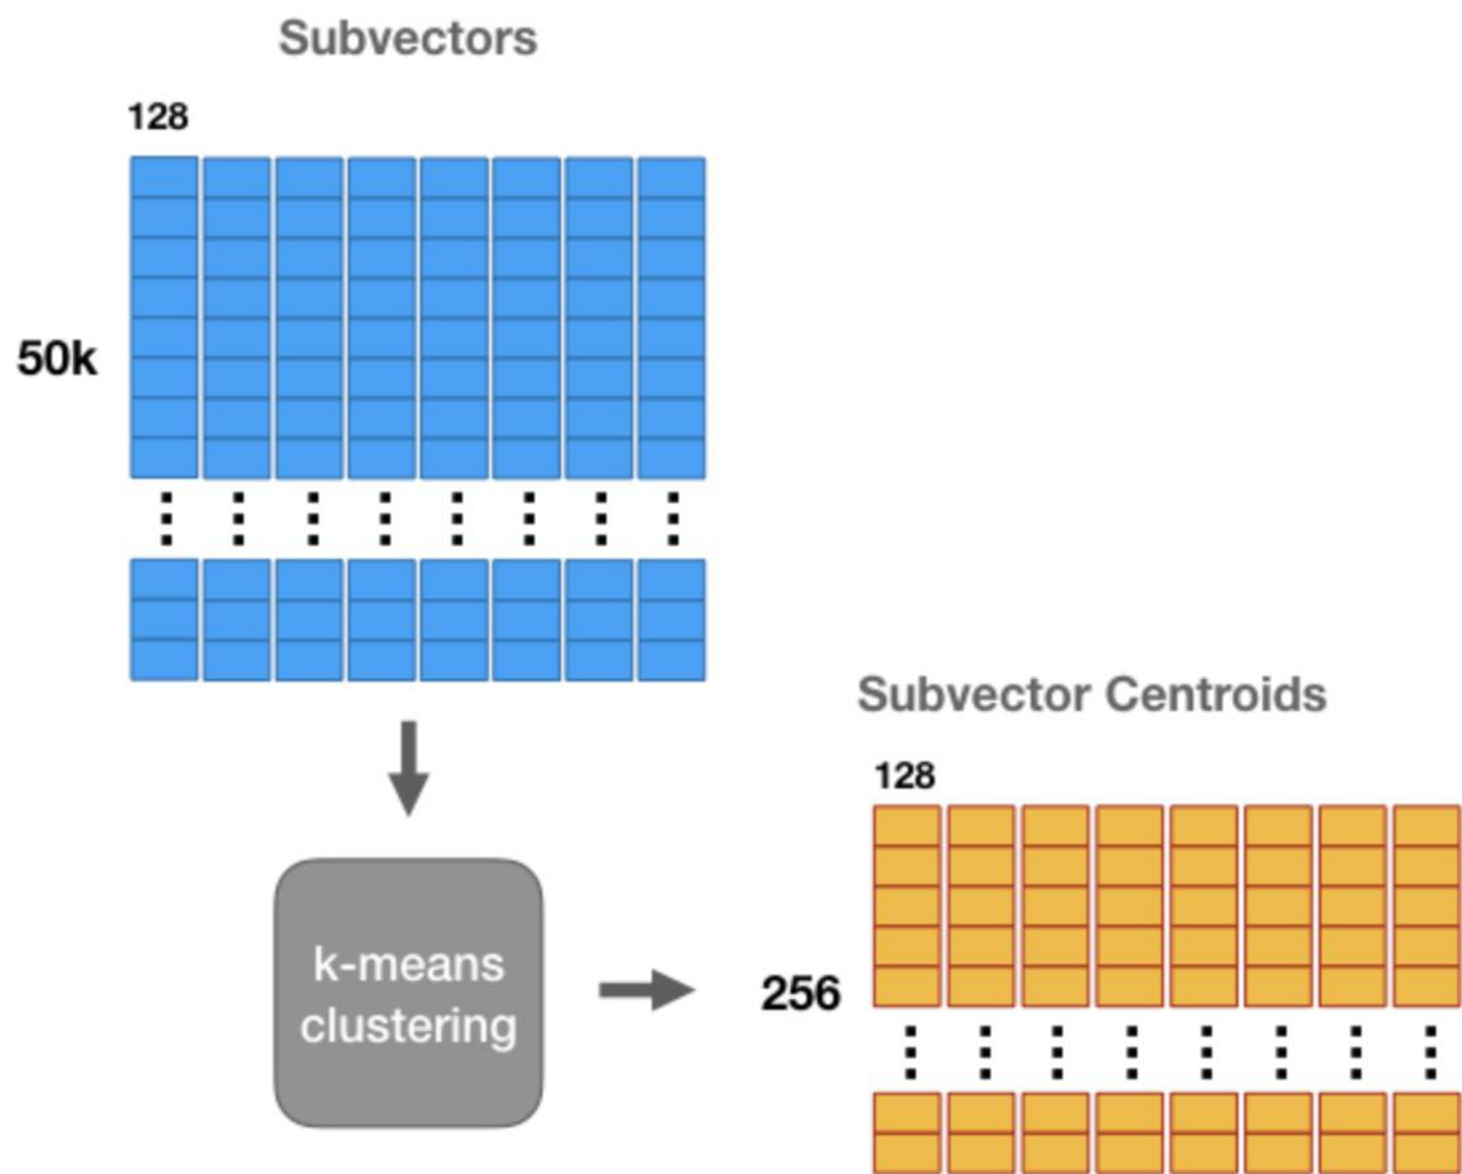 Subvectors
128
50k
Subvector Centroids
128
k-means
clustering
256